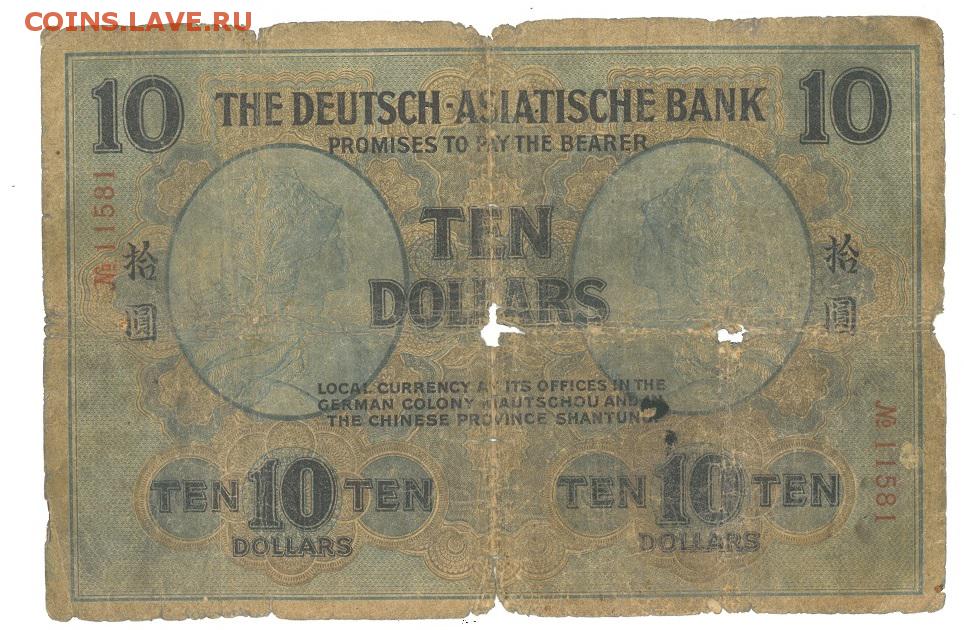 COINS.LAVE.RU
10 10
THE DEUTSCH-ASIATISCHE BANK
PROMISES TO PAY THE BEARER
№ 11581
拾圓
拾圓
TEN
DOLLARS
LOCAL CURRENCY AT ITS OFFICES IN THE
GERMAN COLONY KIAUTSCHOU AND IN
THE CHINESE PROVINCE SHANTUNG.
№ 11581
TEN 10 TEN
DOLLARS
TEN 10 TEN
DOLLARS